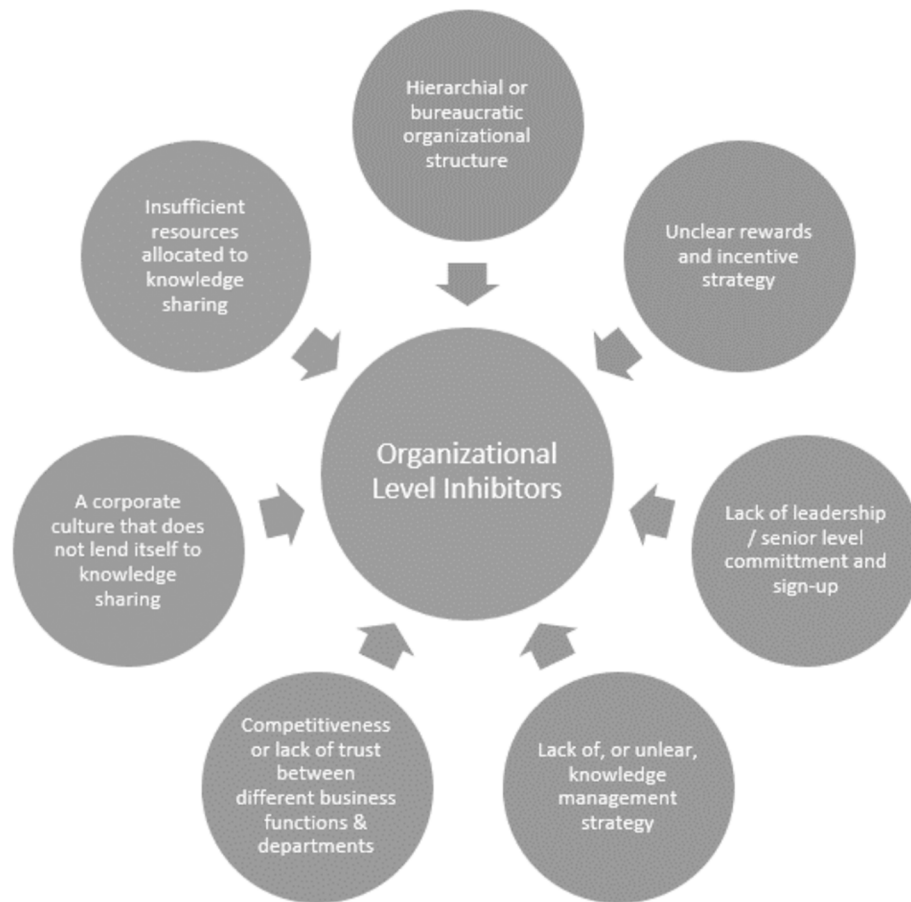 Hierarchial or
bureaucratic
organizational
structure
Unclear rewards
and incentive
strategy
Lack of leadership
/ senior level
committment and
sign-up
Lack of, or unlear,
knowledge
management
strategy
Competitiveness
or lack of trust
between
different business
functions &
departments
A corporate
culture that does
not lend itself to
knowledge
sharing
Insufficient
resources
allocated to
knowledge
sharing
Organizational
Level Inhibitors